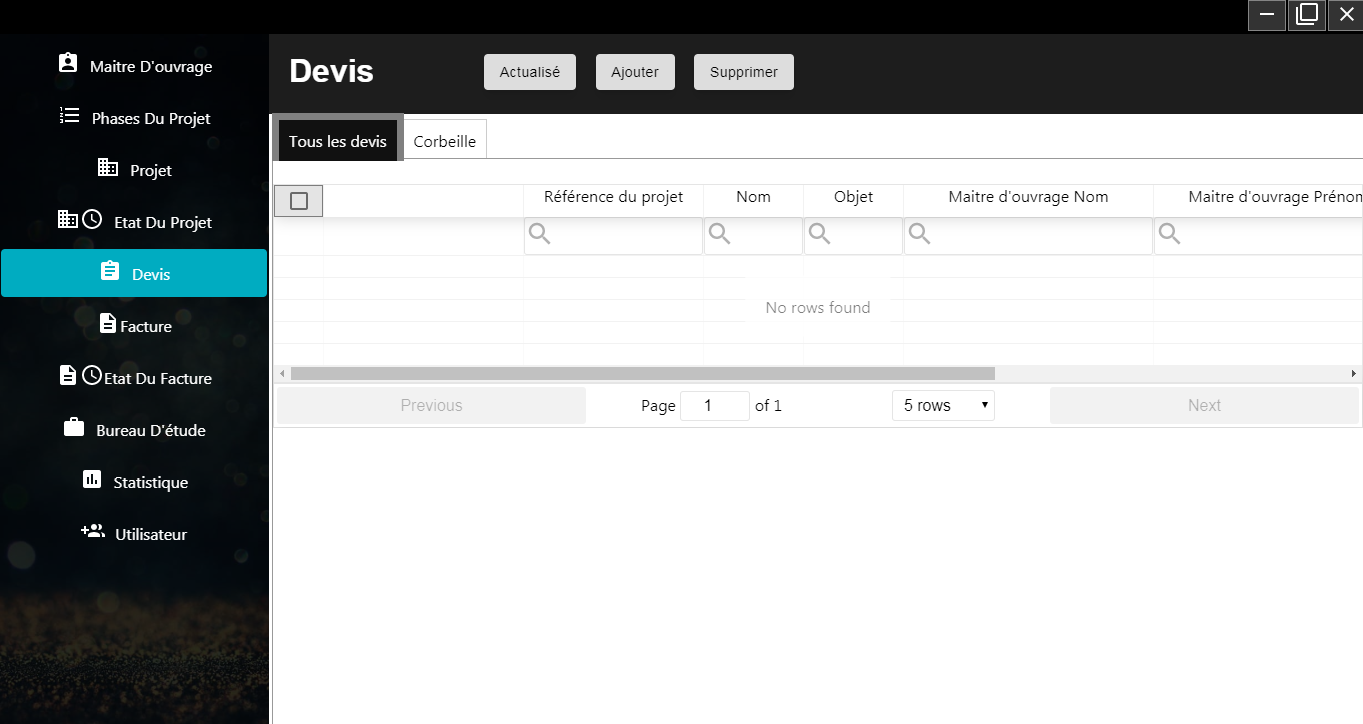 Maitre D'ouvrage
Phases Du Projet
Projet
Etat Du Projet
Devis
Facture
Etat Du Facture
Bureau D'étude
Statistique
Utilisateur
Devis Actualisé Ajouter Supprimer
Tous les devis Corbeille
Référence du projet Nom Objet Maitre d'ouvrage Nom Maitre d'ouvrage Prénom
No rows found
Previous Page 1 of 1 5 rows Next